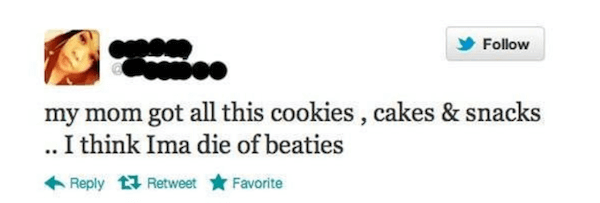 Follow
my mom got all this cookies , cakes & snacks
.. I think Ima die of beaties
Reply Retweet Favorite